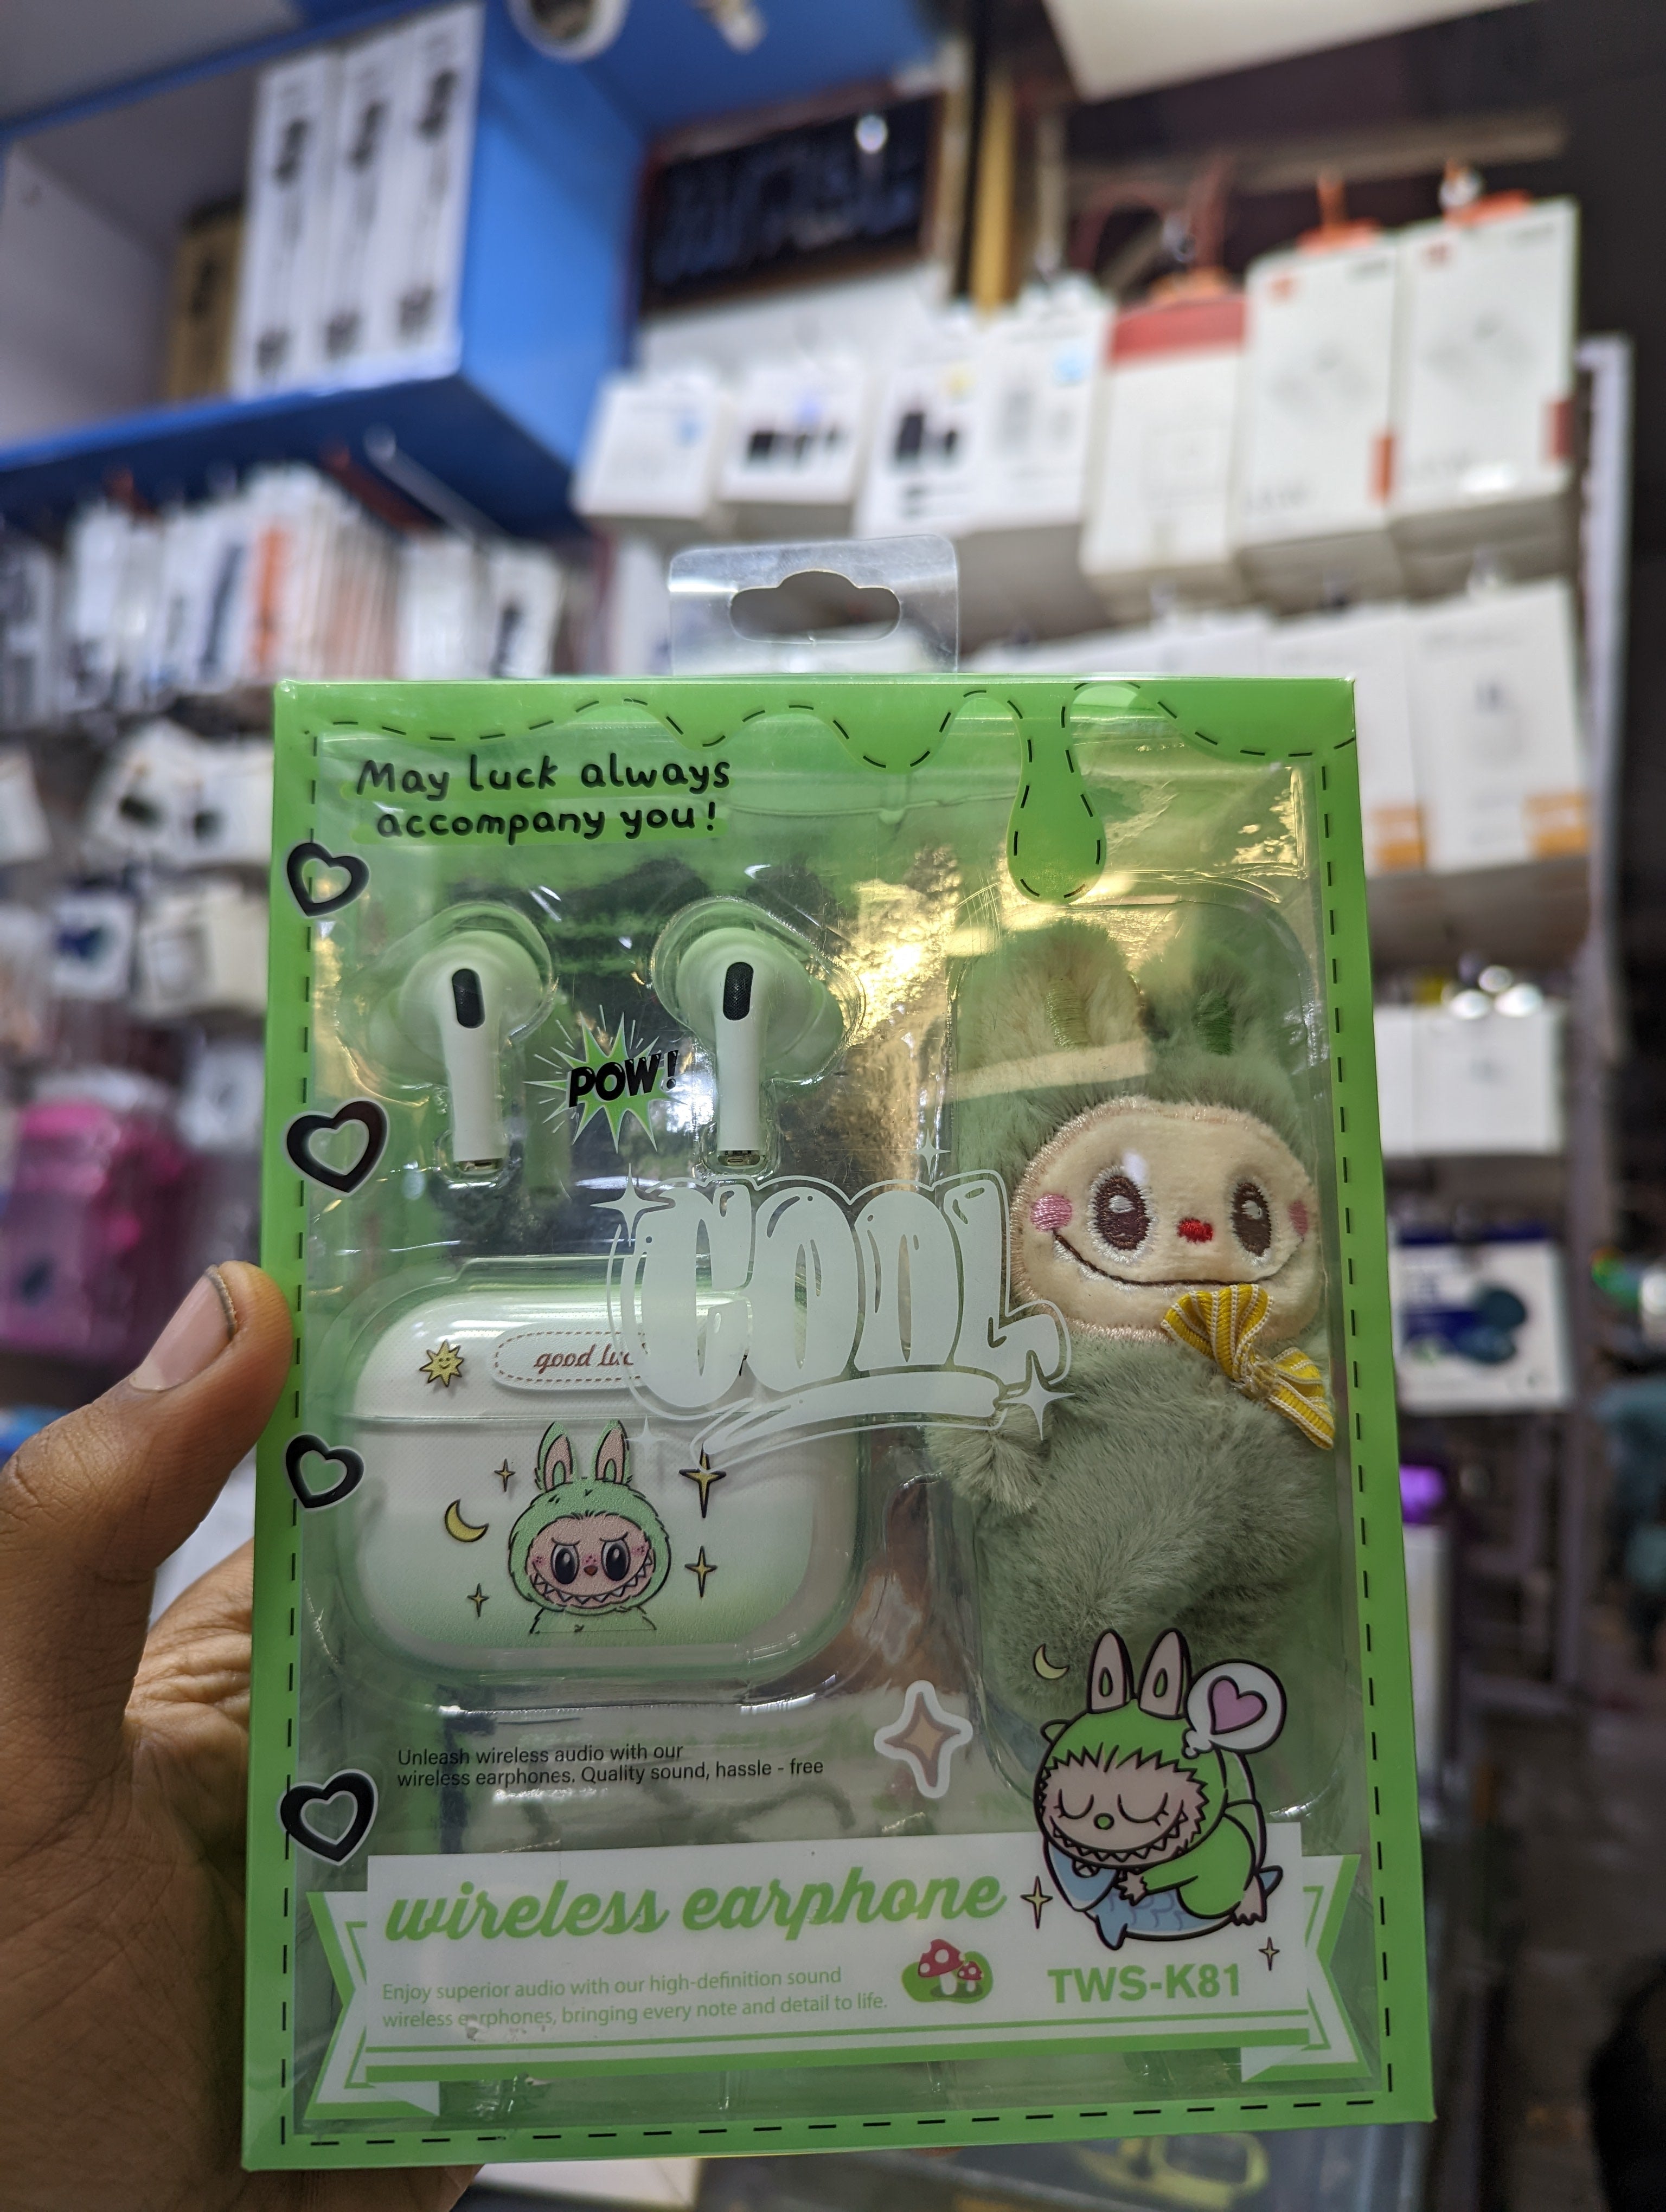 May luck always
accompany you!
POW!
COOL
good luc
Unleash wireless audio with our
wireless earphones. Quality sound, hassle - free
wireless earphone
Enjoy superior audio with our high-definition sound
wireless earphones, bringing every note and detail to life.
TWS-K81